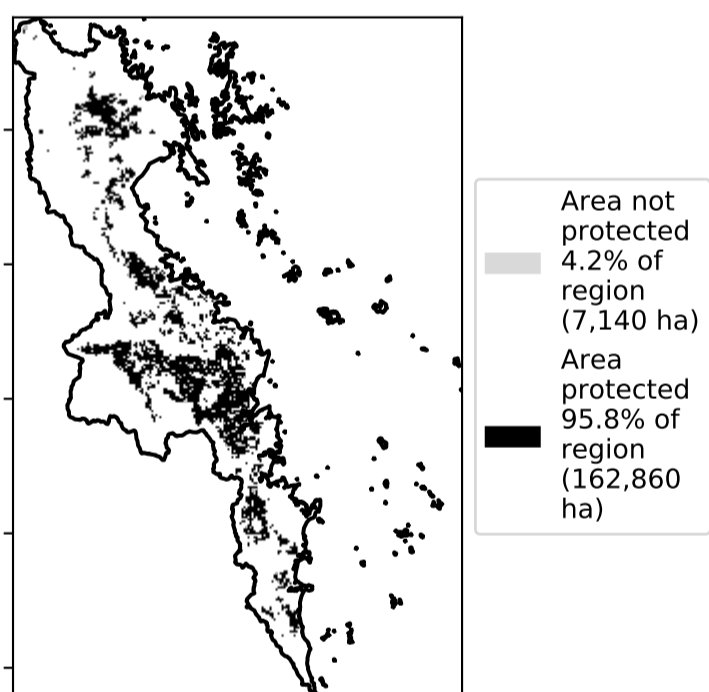 Area not
protected
4.2% of
region
(7,140 ha)
Area
protected
95.8% of
region
(162,860
ha)